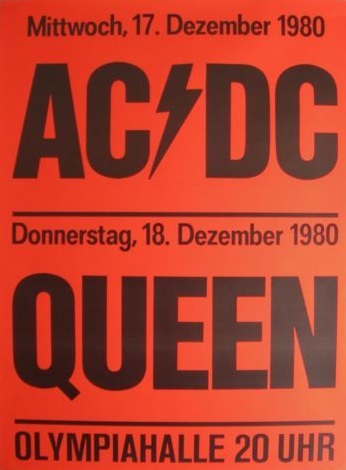 Mittwoch, 17. Dezember 1980
AC⚡DC
Donnerstag, 18. Dezember 1980
QUEEN
OLYMPIAHALLE 20 UHR